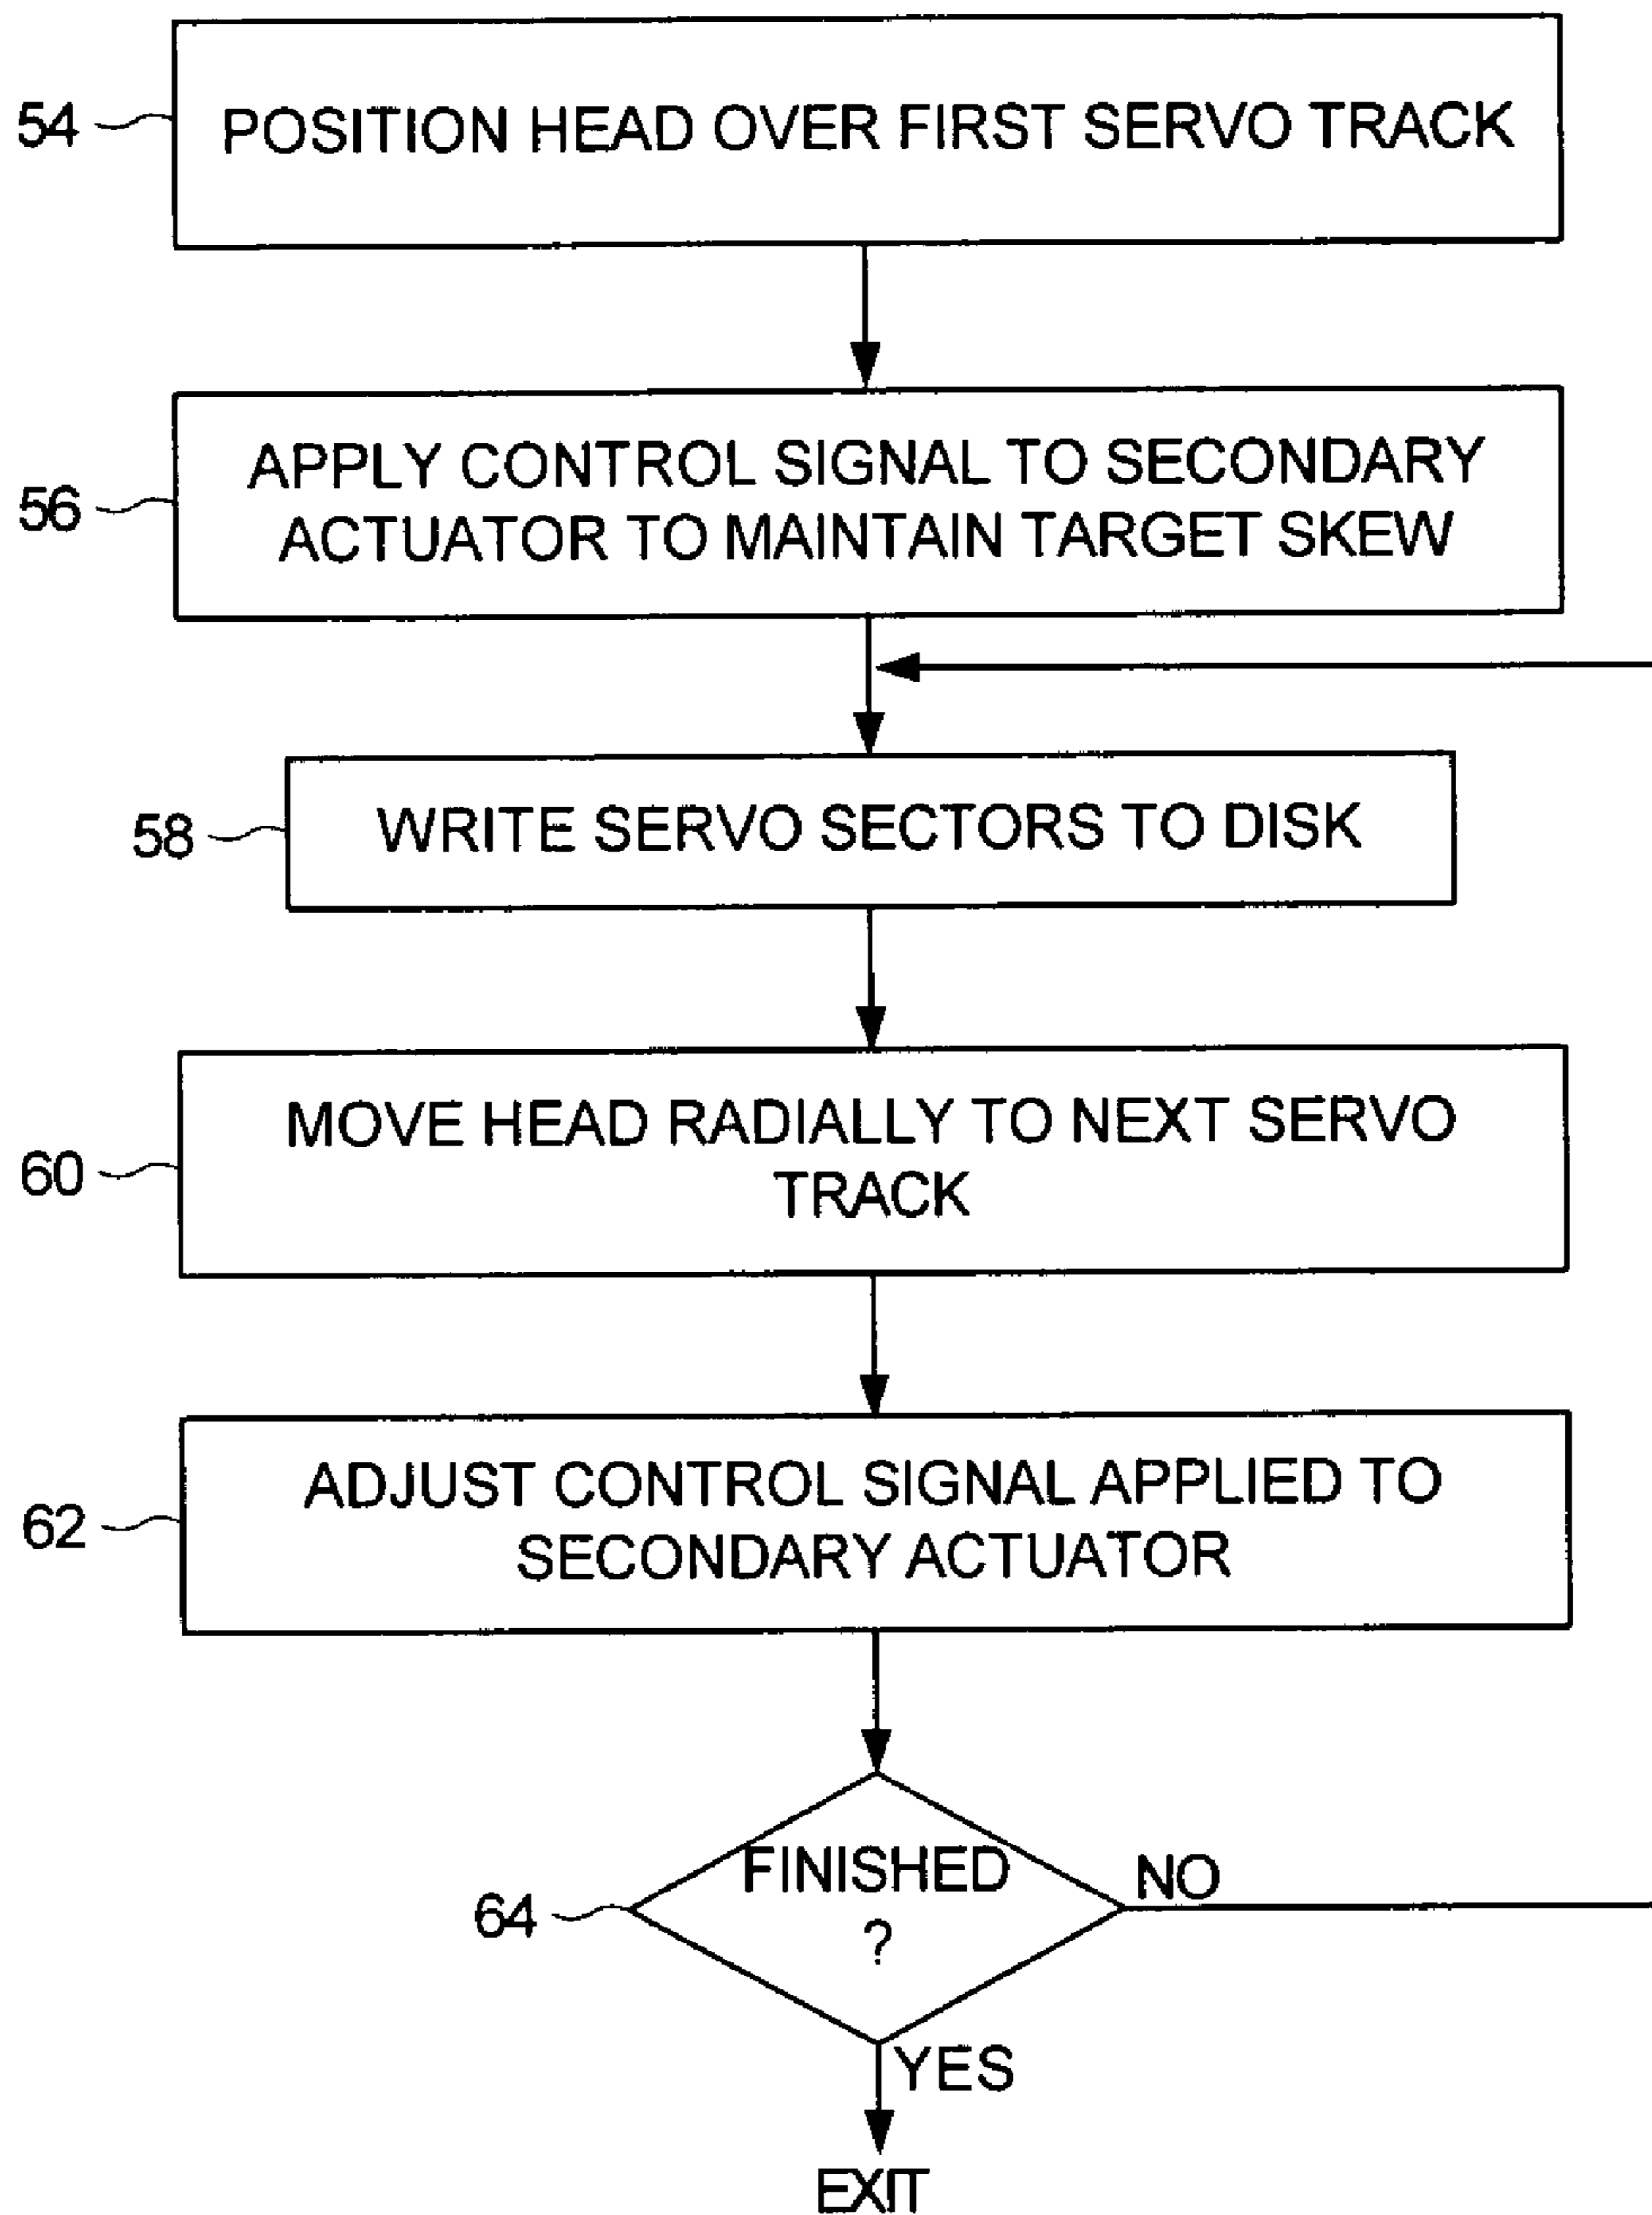 54
POSITION HEAD OVER FIRST SERVO TRACK
56
APPLY CONTROL SIGNAL TO SECONDARY
ACTUATOR TO MAINTAIN TARGET SKEW
58
WRITE SERVO SECTORS TO DISK
60
MOVE HEAD RADIALLY TO NEXT SERVO
TRACK
62
ADJUST CONTROL SIGNAL APPLIED TO
SECONDARY ACTUATOR
64
FINISHED
?
NO
YES
EXIT